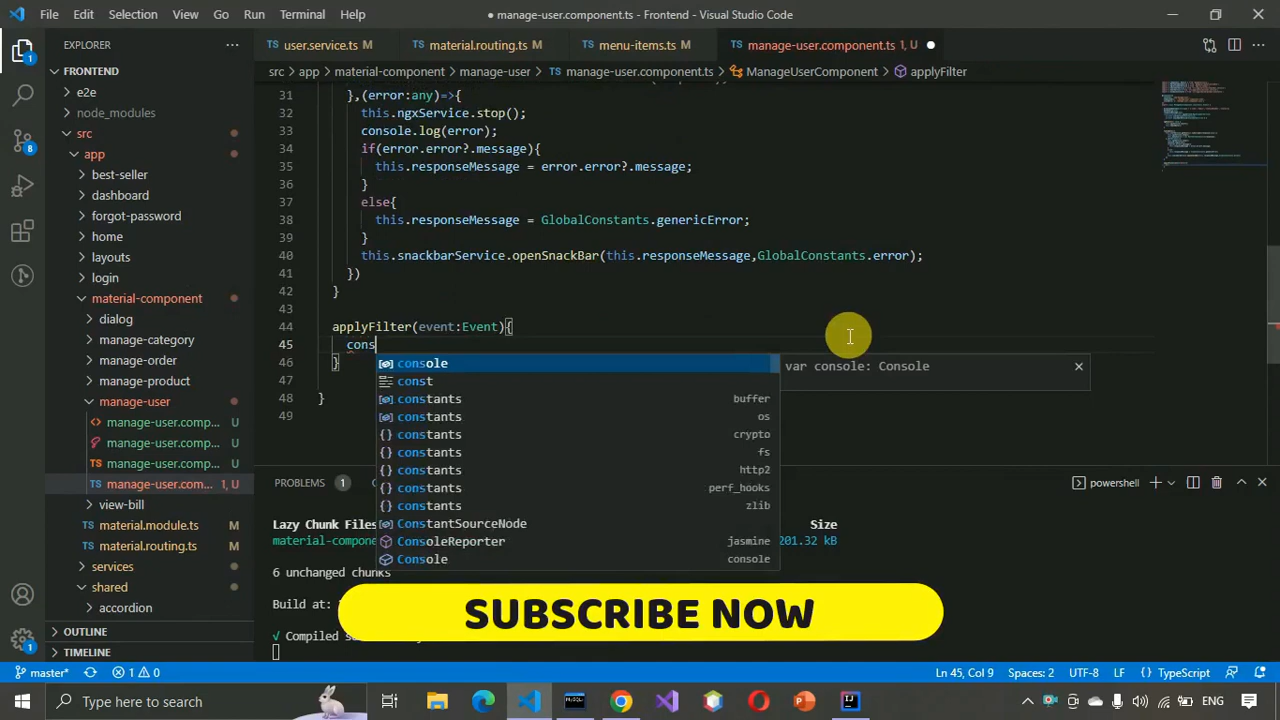 File Edit Selection View Go Run Terminal Help
● manage-user.component.ts - Frontend - Visual Studio Code
EXPLORER
user.service.ts M
material.routing.ts M
menu-items.ts M
manage-user.component.ts 1, U
src > app > material-component > manage-user > TS manage-user.component.ts > ManageUserComponent > applyFilter
FRONTEND
e2e
node_modules
src
app
best-seller
dashboard
forgot-password
home
layouts
login
material-component
dialog
manage-category
manage-order
manage-product
manage-user
manage-user.comp... U
manage-user.comp... U
manage-user.comp... U
manage-user.com... 1, U
view-bill
material.module.ts M
material.routing.ts M
services
shared
accordion
OUTLINE
TIMELINE
31 },(error:any)=>{
32 this.ngxService.stop();
33 console.log(error);
34 if(error.error?.message){
35 this.responseMessage = error.error?.message;
36 }
37 else{
38 this.responseMessage = GlobalConstants.genericError;
39 }
40 this.snackbarService.openSnackBar(this.responseMessage,GlobalConstants.error);
41 })
42 }
43
44 applyFilter(event:Event){
45 cons
46 }
47
48 }
49
console
const
constants buffer
constants os
constants crypto
constants fs
constants http2
constants perf_hooks
constants zlib
ConstantSourceNode
ConsoleReporter jasmine
Console console
var console: Console
PROBLEMS 1
powershell
Lazy Chunk Files
Size
material-compone
201.32 kB
6 unchanged chunks
Build at:
√ Compiled s
SUBSCRIBE NOW
master* 1 0
Ln 45, Col 9 Spaces: 2 UTF-8 LF {} TypeScript
Type here to search
ENG